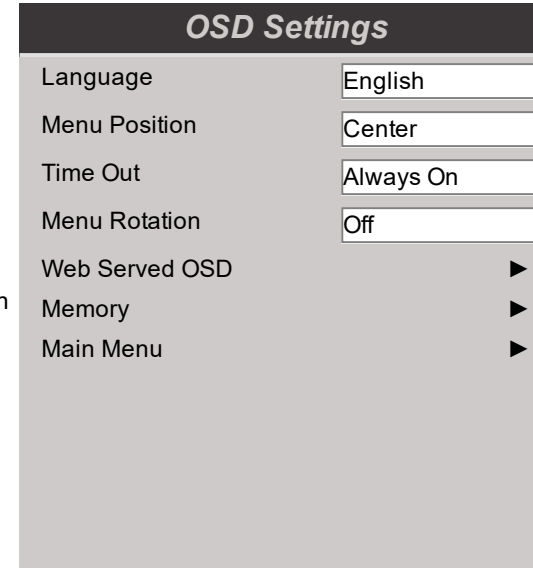 OSD Settings
Language English
Menu Position Center
Time Out Always On
Menu Rotation Off
Web Served OSD ►
Memory ►
Main Menu ►